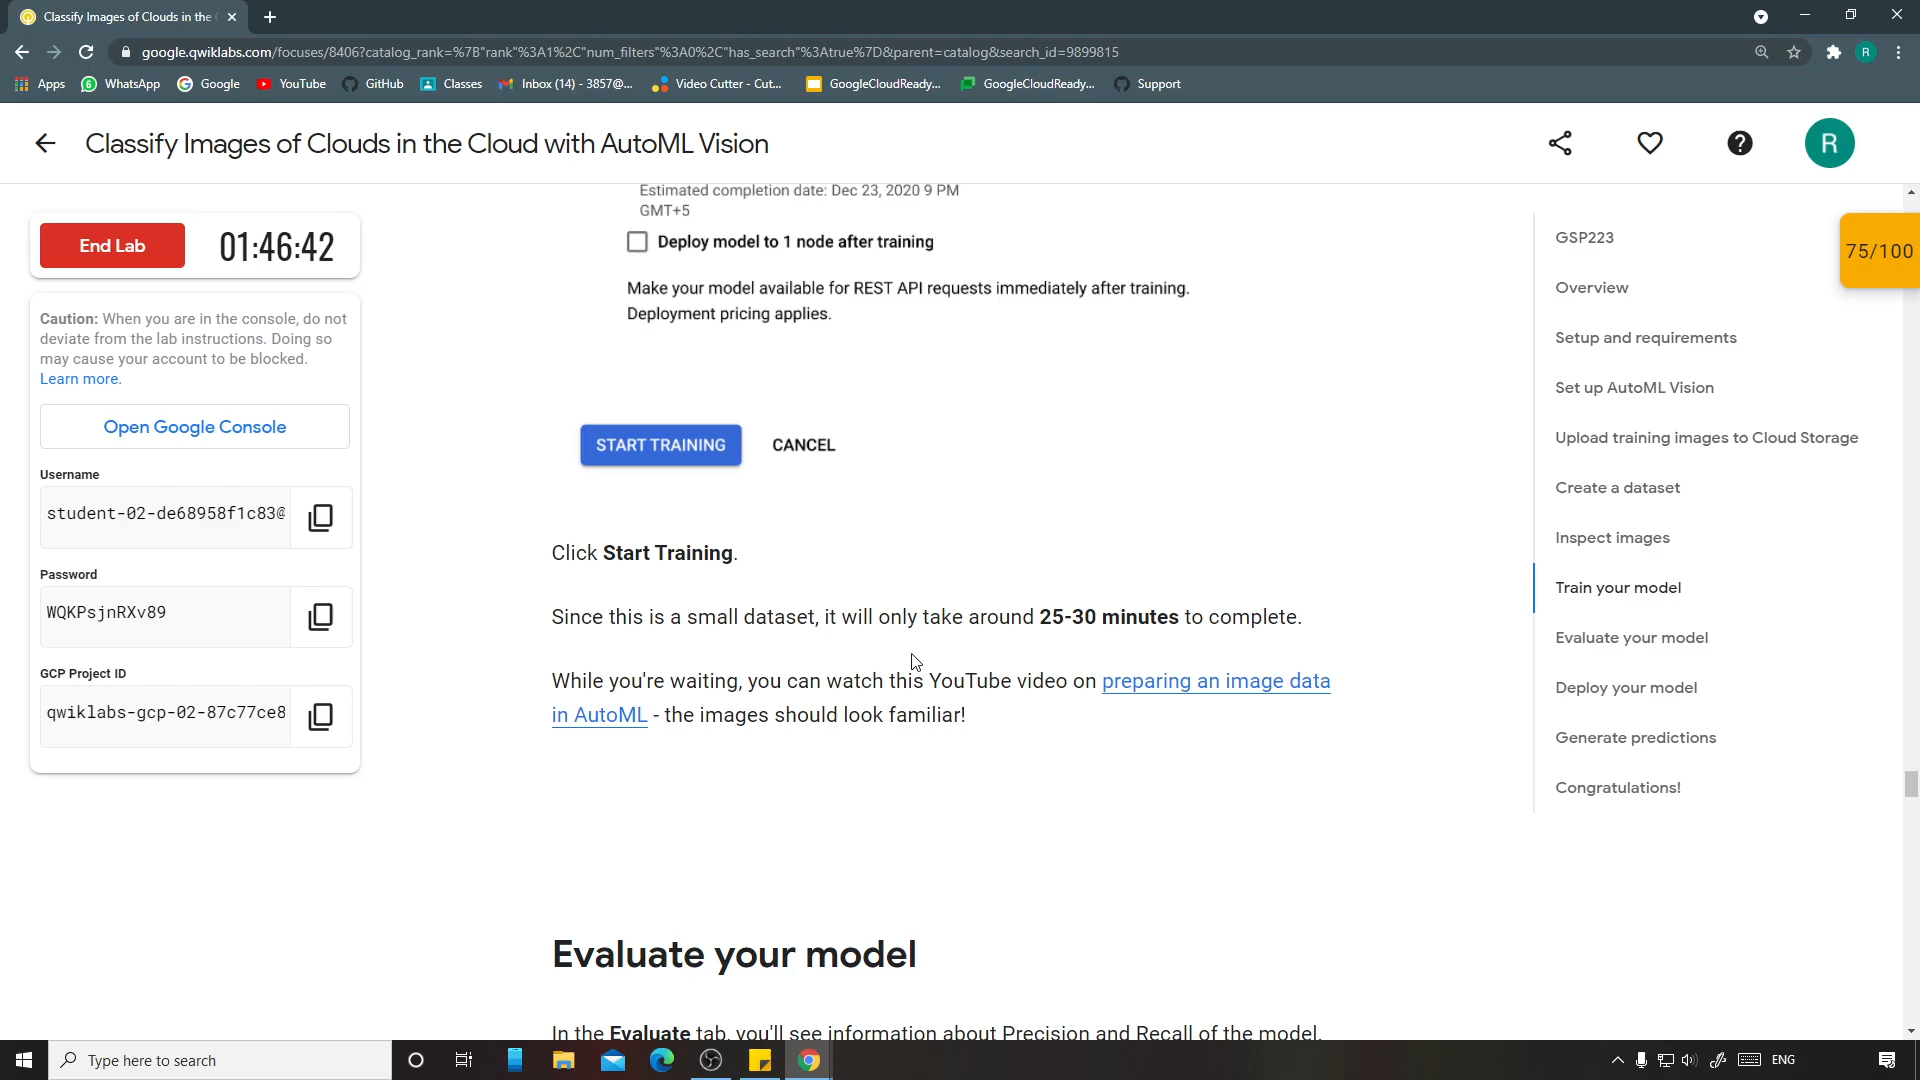 Classify Images of Clouds in the
google.qwiklabs.com/focuses/8406?catalog_rank=%7B"rank"%3A1%2C"num_filters"%3A0%2C"has_search"%3Atrue%7D&parent=catalog&search_id=9899815
R
Apps
WhatsApp
Google
YouTube
GitHub
Classes
Inbox (14) - 3857@...
Video Cutter - Cut...
GoogleCloudReady...
GoogleCloudReady...
Support
Classify Images of Clouds in the Cloud with AutoML Vision
R
End Lab
01:46:42
Caution: When you are in the console, do not
deviate from the lab instructions. Doing so
may cause your account to be blocked.
Learn more.
Open Google Console
Username
student-02-de68958f1c83@
Password
WQKPsjnRXv89
GCP Project ID
qwiklabs-gcp-02-87c77ce8
Estimated completion date: Dec 23, 2020 9 PM
GMT+5
Deploy model to 1 node after training
Make your model available for REST API requests immediately after training.
Deployment pricing applies.
START TRAINING
CANCEL
Click Start Training.
Since this is a small dataset, it will only take around 25-30 minutes to complete.
While you're waiting, you can watch this YouTube video on preparing an image data
in AutoML - the images should look familiar!
Evaluate your model
In the Evaluate tab, you'll see information about Precision and Recall of the model.
GSP223
Overview
Setup and requirements
Set up AutoML Vision
Upload training images to Cloud Storage
Create a dataset
Inspect images
Train your model
Evaluate your model
Deploy your model
Generate predictions
Congratulations!
75/100
Type here to search
ENG